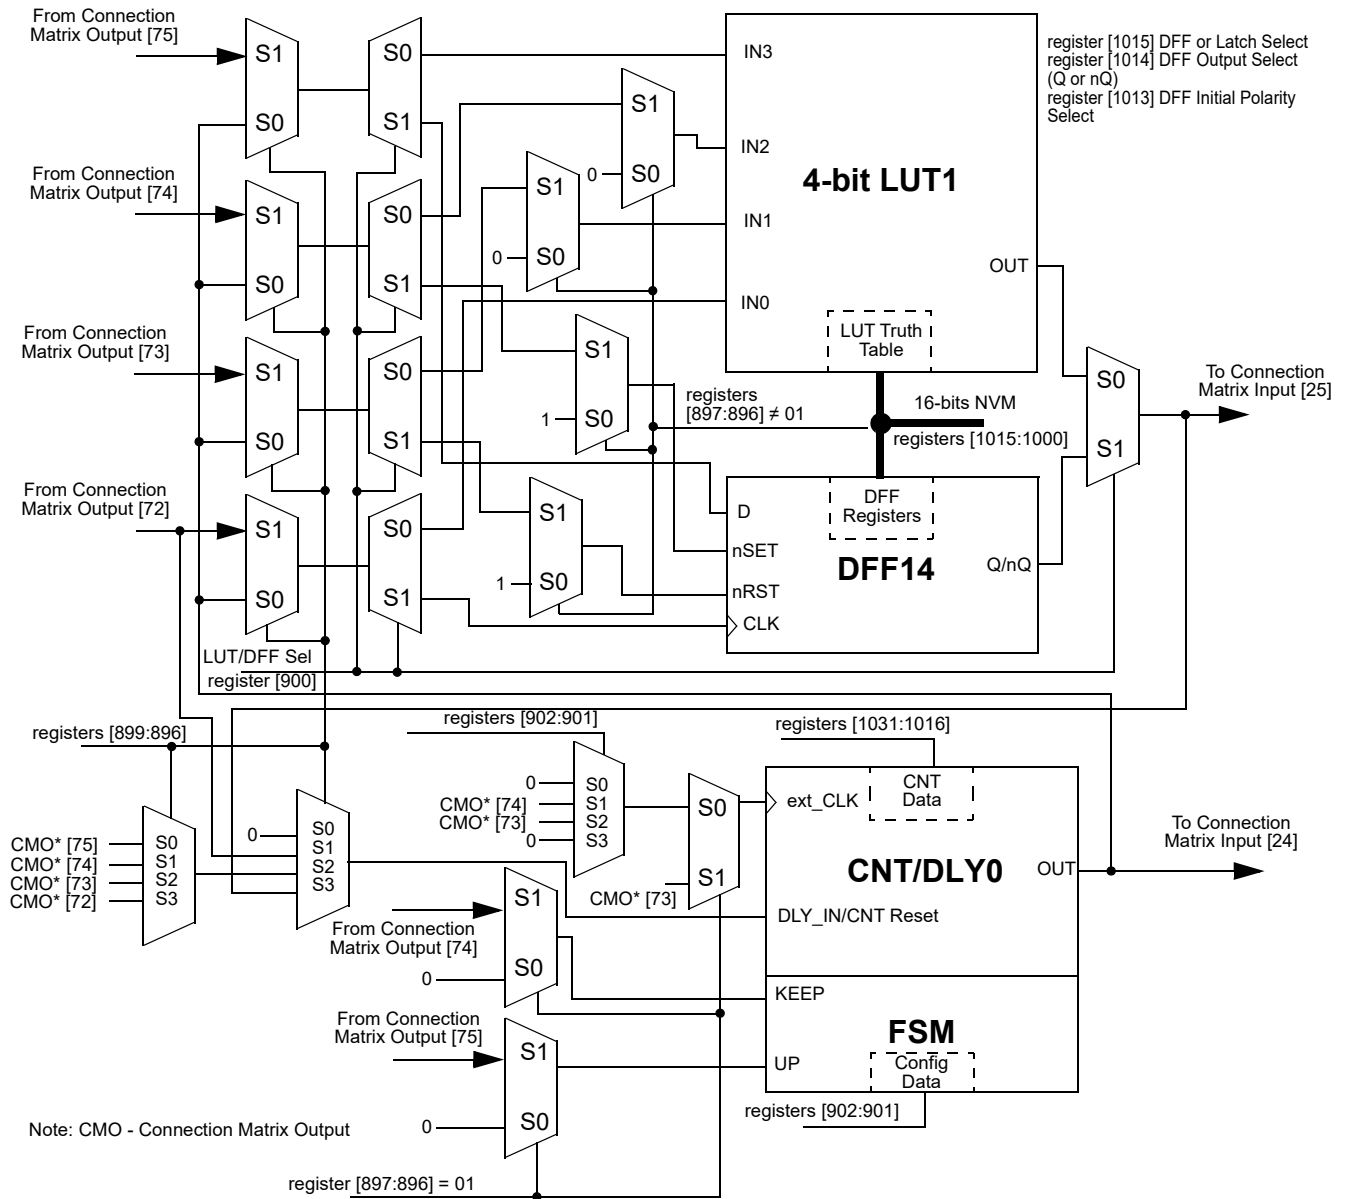 From Connection
Matrix Output [75]
S1
S0
S0
S1
From Connection
Matrix Output [74]
S1
S0
S0
S1
From Connection
Matrix Output [73]
S1
S0
S0
S1
From Connection
Matrix Output [72]
S1
S0
S0
S1
S1
0
S0
S1
0
S0
S1
1
S0
S1
1
S0
IN3
IN2
IN1
IN0
4-bit LUT1
OUT
LUT Truth
Table
register [1015] DFF or Latch Select
register [1014] DFF Output Select
(Q or nQ)
register [1013] DFF Initial Polarity
Select
registers
[897:896] ≠ 01
16-bits NVM
registers [1015:1000]
S0
S1
To Connection
Matrix Input [25]
DFF
Registers
D
nSET
nRST
CLK
DFF14
Q/nQ
LUT/DFF Sel
register [900]
registers [899:896]
CMO* [75]
CMO* [74]
CMO* [73]
CMO* [72]
S0
S1
S2
S3
0
S0
S1
S2
S3
registers [902:901]
0
CMO* [74]
CMO* [73]
0
S0
S1
S2
S3
S0
S1
CMO* [73]
registers [1031:1016]
ext_CLK
CNT
Data
CNT/DLY0
OUT
DLY_IN/CNT Reset
To Connection
Matrix Input [24]
From Connection
Matrix Output [74]
0
S1
S0
KEEP
FSM
UP
Config
Data
registers [902:901]
From Connection
Matrix Output [75]
0
S1
S0
Note: CMO - Connection Matrix Output
register [897:896] = 01